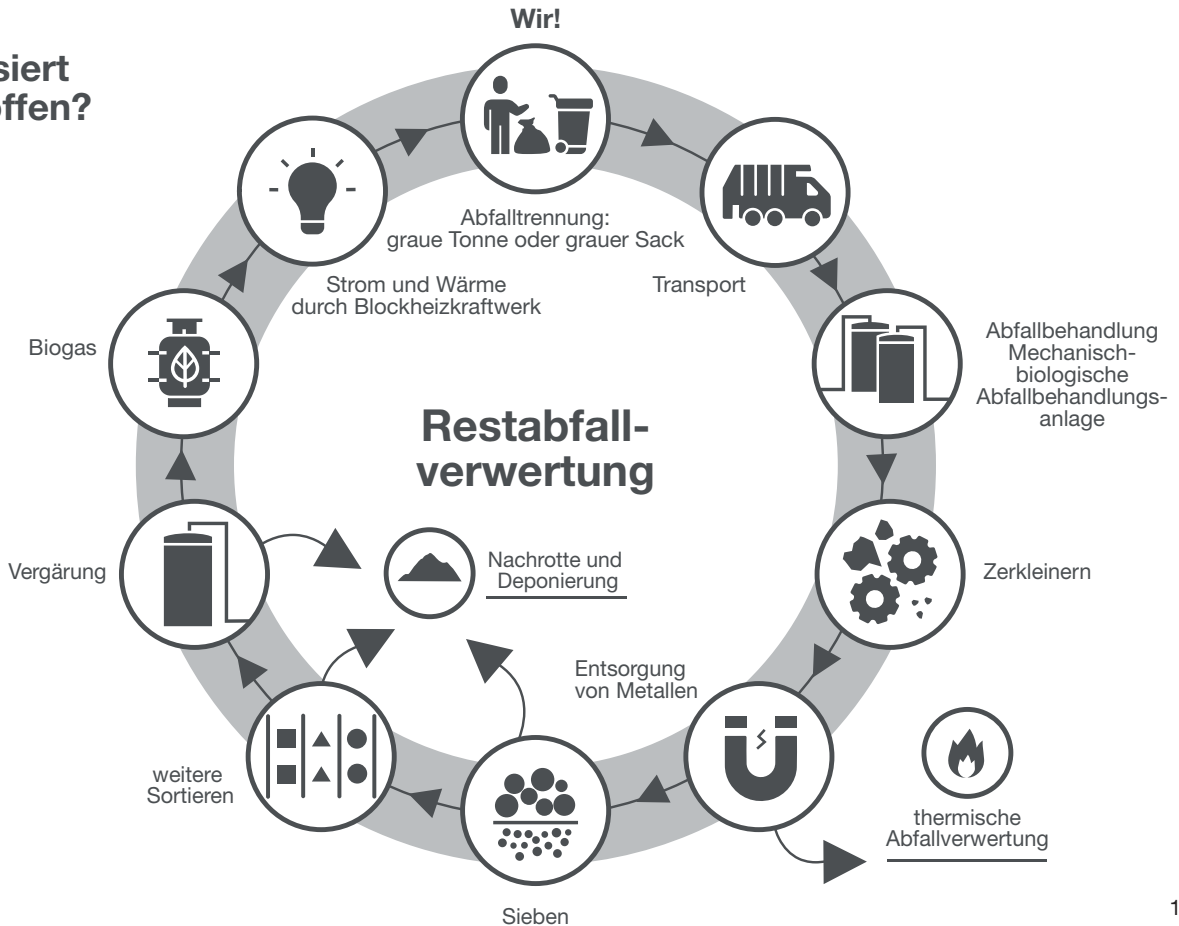 Wir!
siert
offen?
Abfalltrennung:
graue Tonne oder grauer Sack
Transport
Abfallbehandlung
Mechanisch-
biologische
Abfallbehandlungs-
anlage
Zerkleinern
Entsorgung
von Metallen
thermische
Abfallverwertung
Sieben
weitere
Sortieren
Nachrotte und
Deponierung
Vergärung
Biogas
Strom und Wärme
durch Blockheizkraftwerk
Restabfall-
verwertung
1